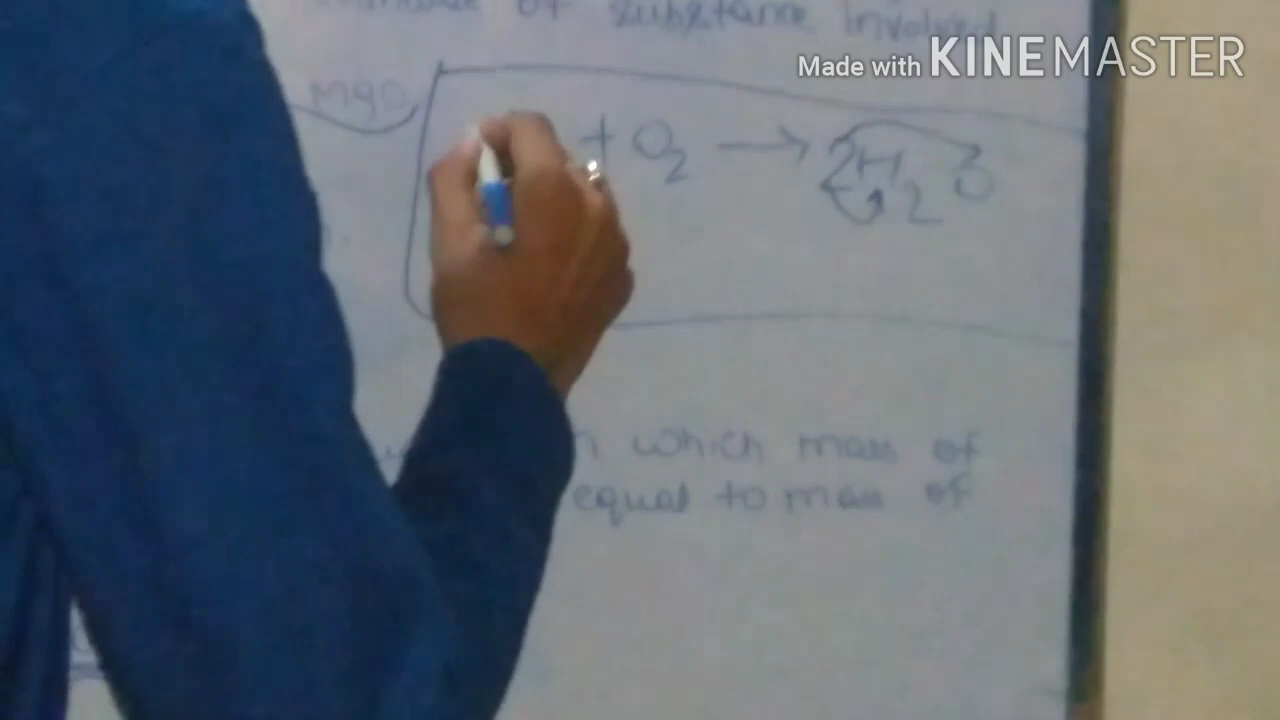 of substance involved
Made with KINEMASTER
MgO
+ O2 → 2H2O
which mass of
equal to mass of